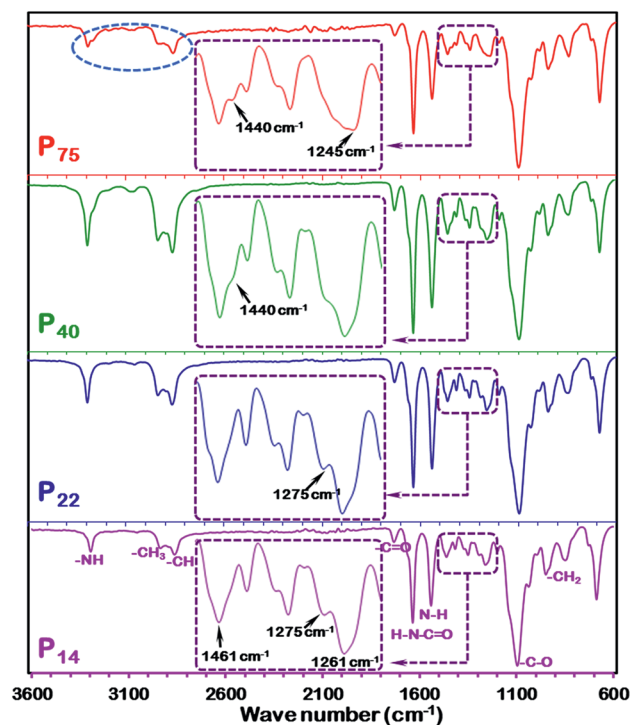 1440 cm-1
1245 cm-1
P75
1440 cm-1
P40
1275 cm-1
P22
-NH
-CH3
-CH
-C=O
N-H
H-N-C=O
-CH2
-C-O
1461 cm-1
1275 cm-1
1261 cm-1
P14
3600 3100 2600 2100 1600 1100 600
Wave number (cm-1)